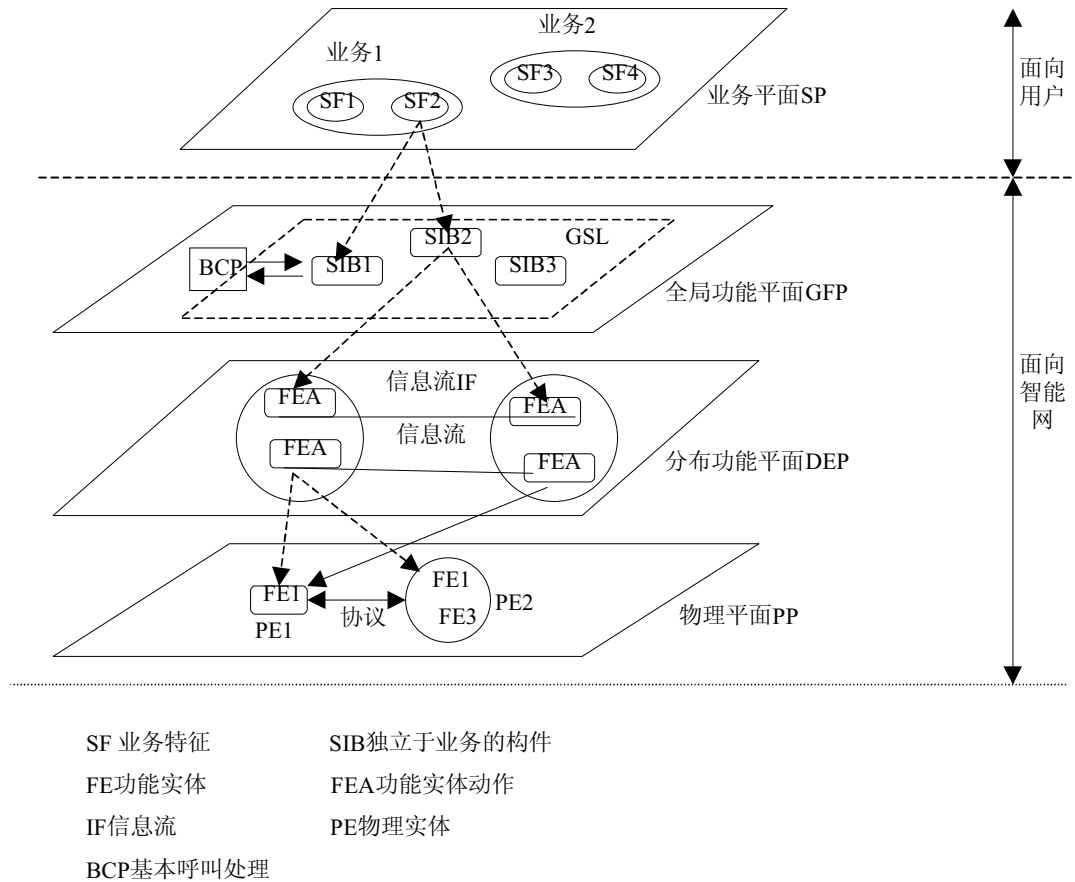 业务1
业务2
SF1
SF2
SF3
SF4
业务平面SP
面向
用户
BCP
SIB1
SIB2
GSL
SIB3
全局功能平面GFP
信息流IF
FEA
FEA
信息流
FEA
FEA
分布功能平面DEP
面向
智能
网
FE1
PE1
协议
FE1
FE3
PE2
物理平面PP
SF 业务特征
SIB独立于业务的构件
FE功能实体
FEA功能实体动作
IF信息流
PE物理实体
BCP基本呼叫处理